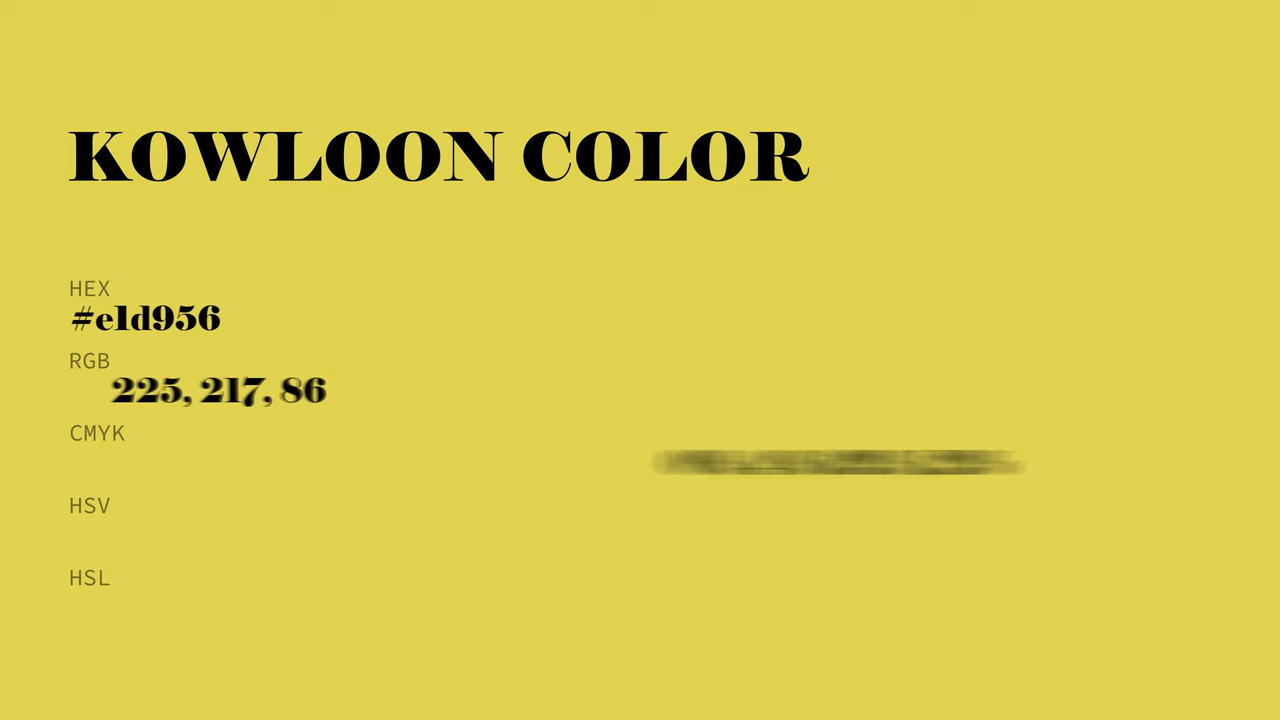 KOWLOON COLOR
HEX
#e1d956
RGB
225, 217, 86
CMYK
HSV
HSL